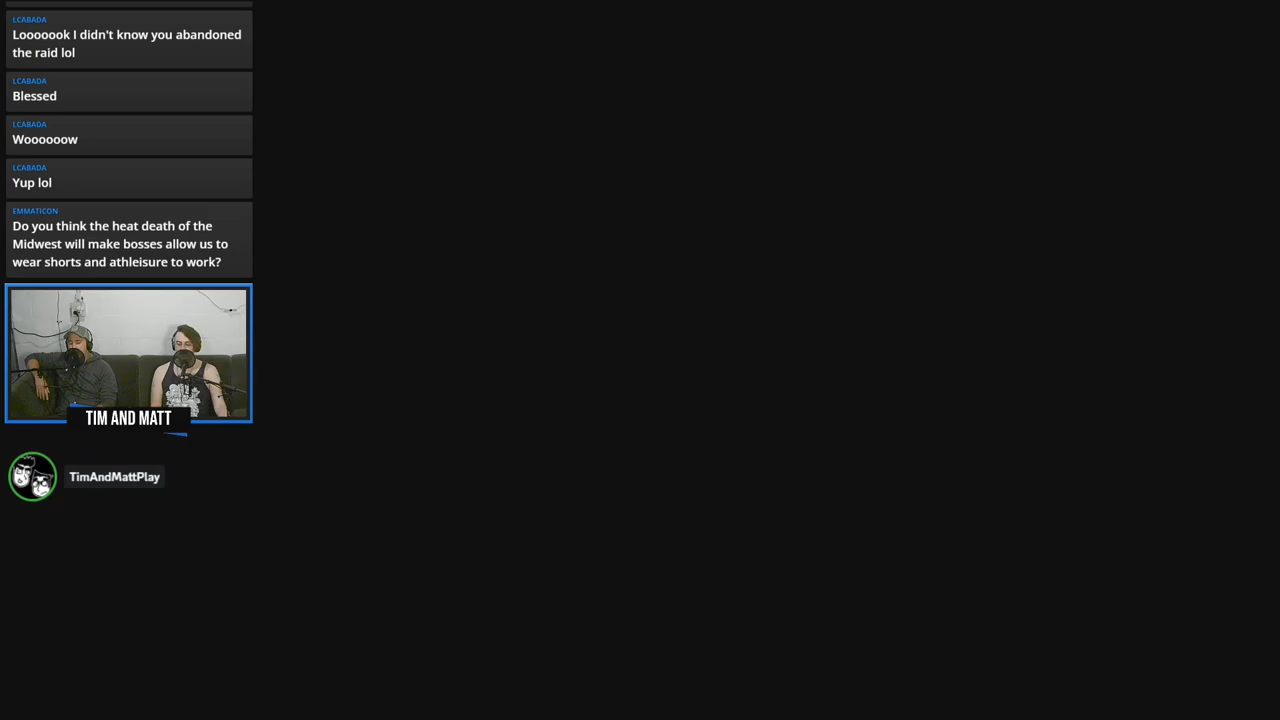 LCABADA
Looooook I didn't know you abandoned
the raid lol
LCABADA
Blessed
LCABADA
Woooooow
LCABADA
Yup lol
EMMATICON
Do you think the heat death of the
Midwest will make bosses allow us to
wear shorts and athleisure to work?
TIM AND MATT
TimAndMattPlay